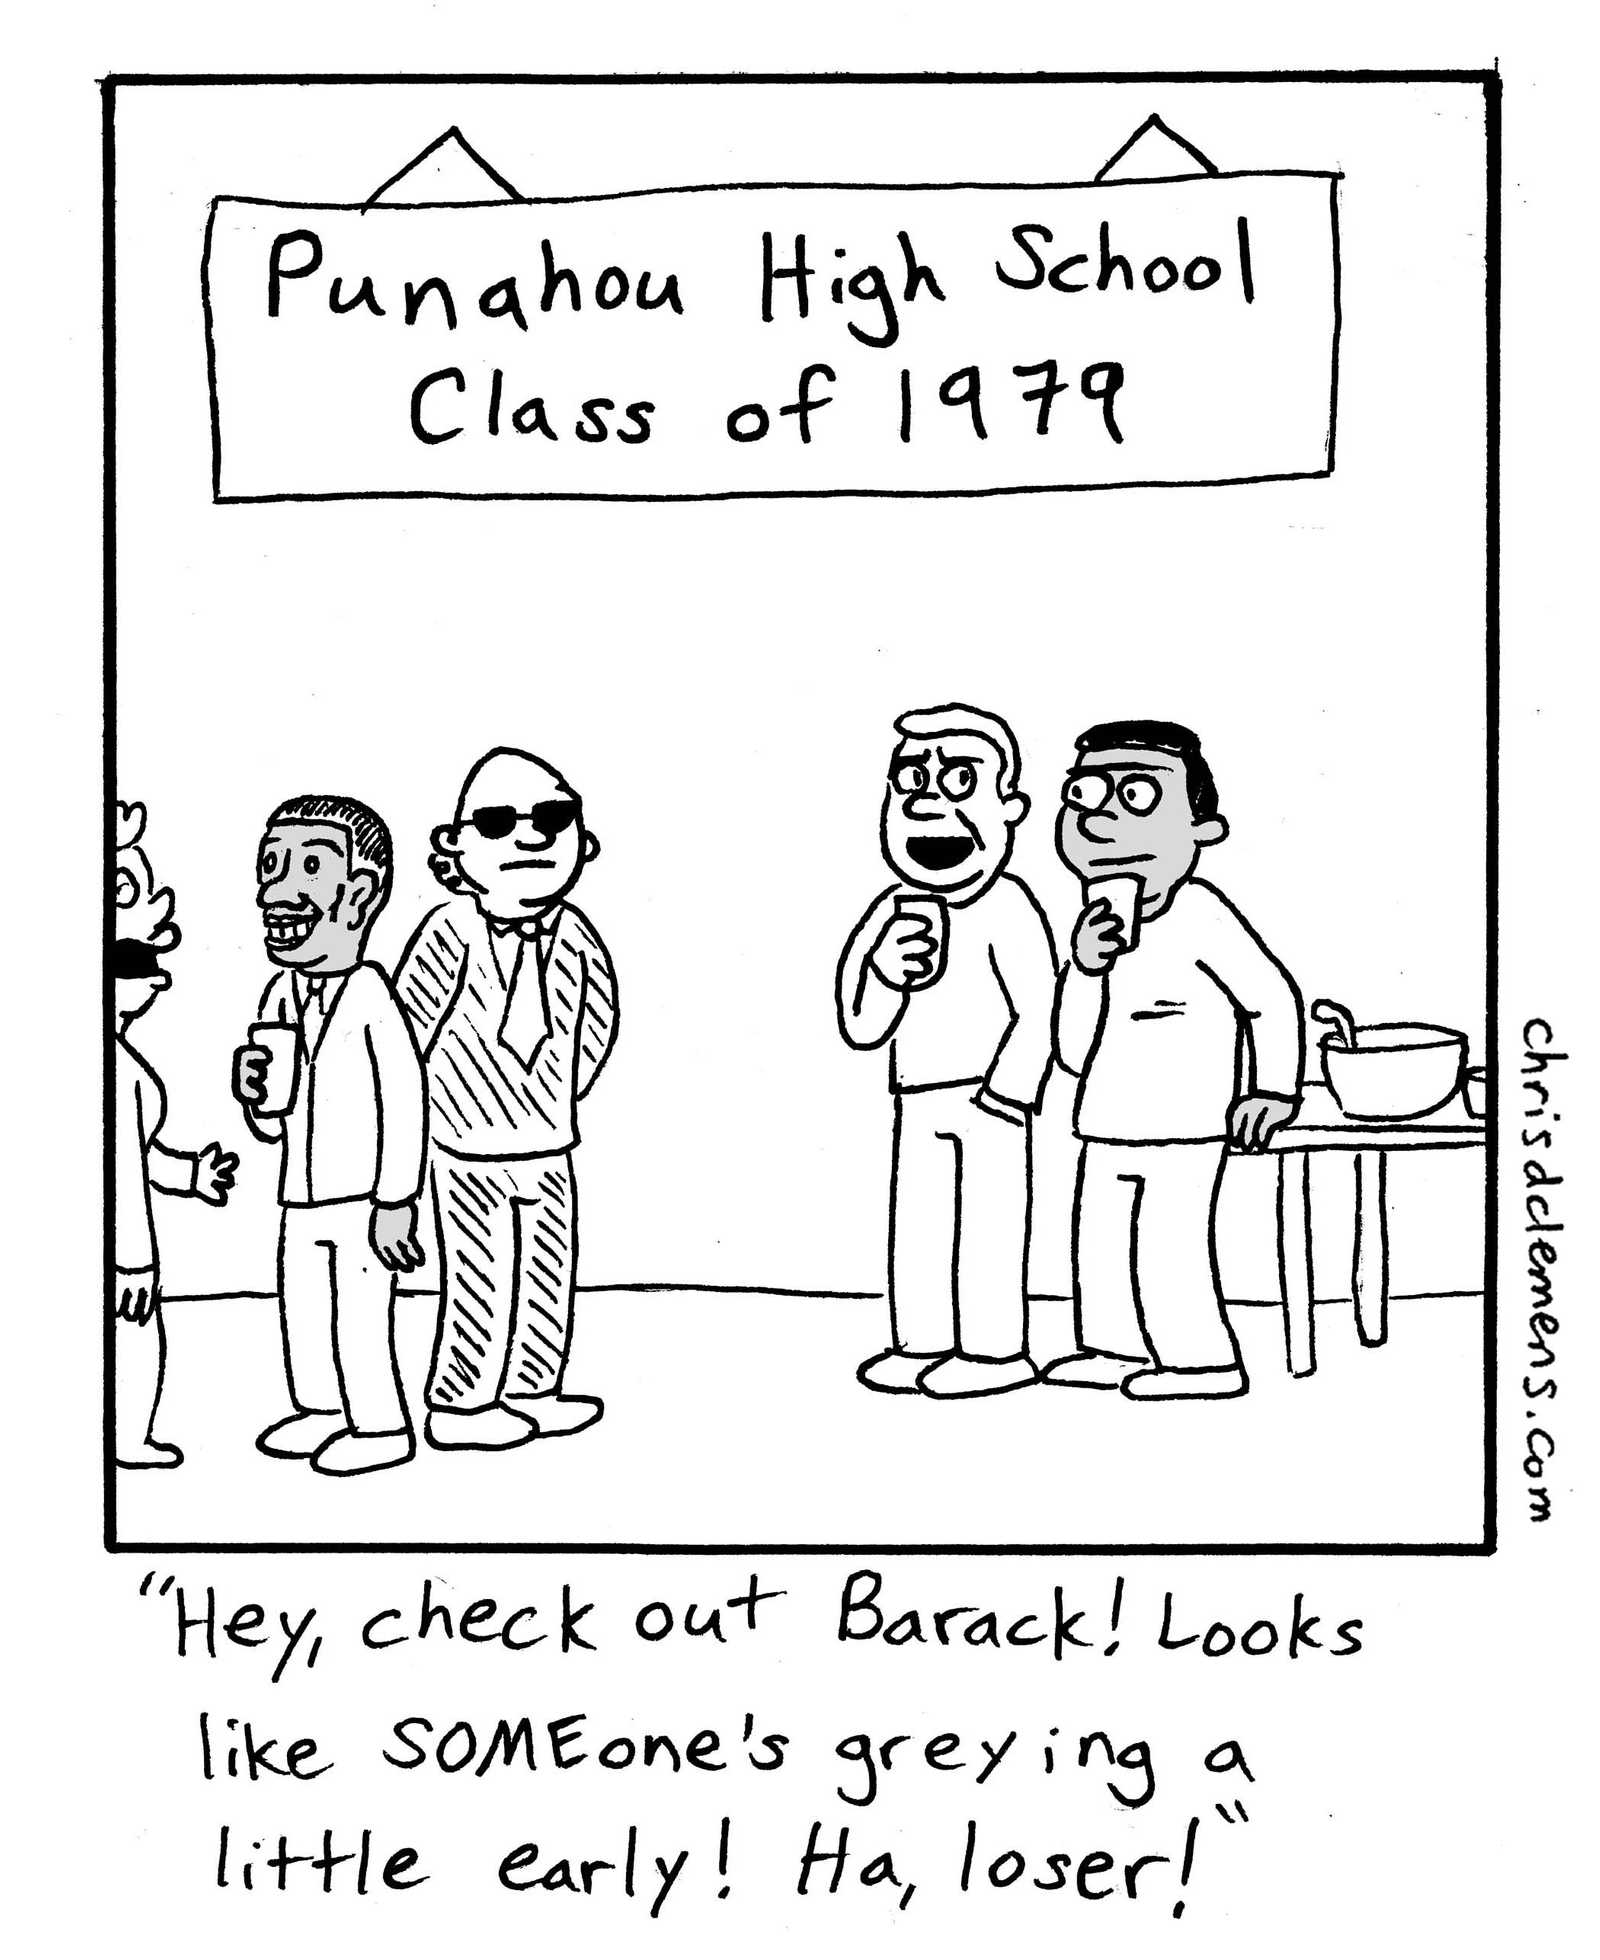 Punahou High School
Class of 1979
chrisdclemens.com
"Hey, check out Barack! Looks
like SOMEone's greying a
little early! Ha, loser!"